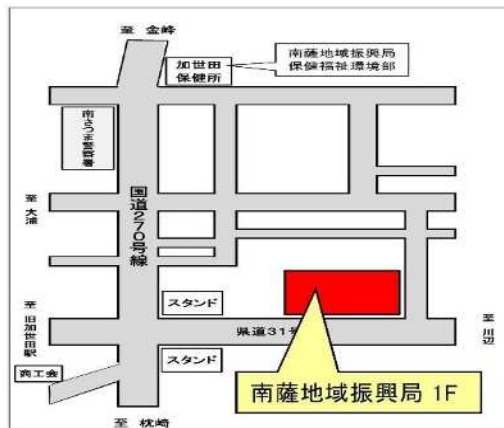 至 金峰
加世田
保健所
南薩地域振興局
保健福祉環境部
南さつま警察署
国道270号線
至 大浦
至 旧加世田駅
スタンド
県道31号
至 川辺
スタンド
商工会
南薩地域振興局 1F
至 枕崎